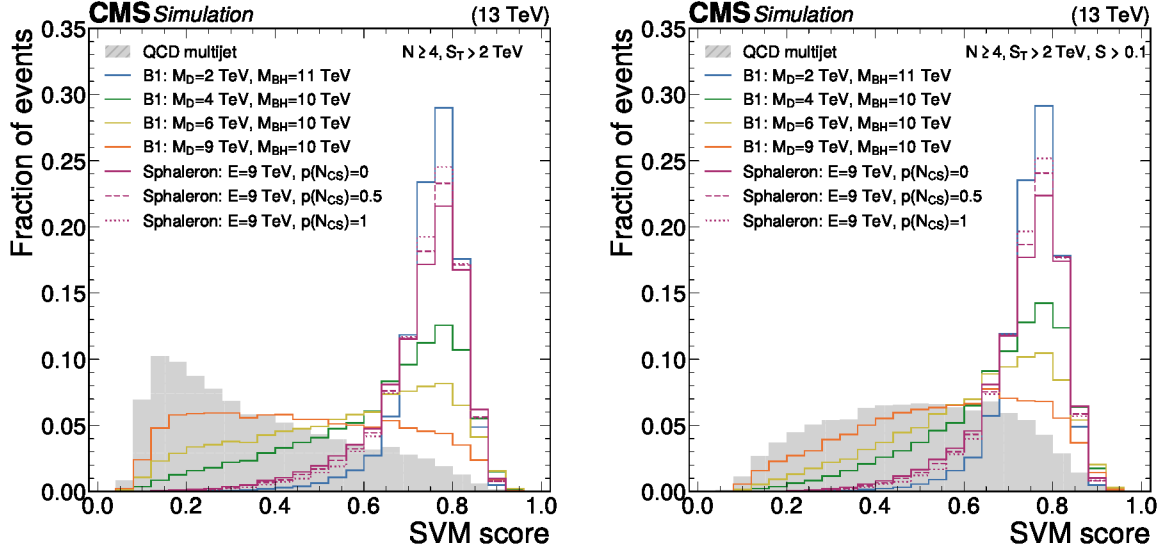 CMS Simulation (13 TeV)
Fraction of events
0.35
0.30
0.25
0.20
0.15
0.10
0.05
0.00
N ≥ 4, S_T > 2 TeV
QCD multijet
B1: M_D=2 TeV, M_BH=11 TeV
B1: M_D=4 TeV, M_BH=10 TeV
B1: M_D=6 TeV, M_BH=10 TeV
B1: M_D=9 TeV, M_BH=10 TeV
Sphaleron: E=9 TeV, p(N_CS)=0
Sphaleron: E=9 TeV, p(N_CS)=0.5
Sphaleron: E=9 TeV, p(N_CS)=1
0.0 0.2 0.4 0.6 0.8 1.0
SVM score
CMS Simulation (13 TeV)
Fraction of events
0.35
0.30
0.25
0.20
0.15
0.10
0.05
0.00
N ≥ 4, S_T > 2 TeV, S > 0.1
QCD multijet
B1: M_D=2 TeV, M_BH=11 TeV
B1: M_D=4 TeV, M_BH=10 TeV
B1: M_D=6 TeV, M_BH=10 TeV
B1: M_D=9 TeV, M_BH=10 TeV
Sphaleron: E=9 TeV, p(N_CS)=0
Sphaleron: E=9 TeV, p(N_CS)=0.5
Sphaleron: E=9 TeV, p(N_CS)=1
0.0 0.2 0.4 0.6 0.8 1.0
SVM score